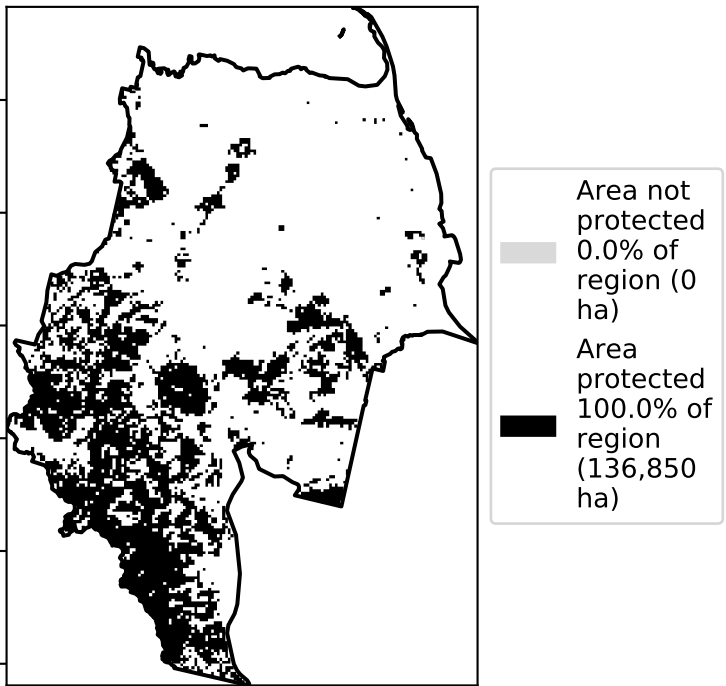 Area not
protected
0.0% of
region (0
ha)
Area
protected
100.0% of
region
(136,850
ha)